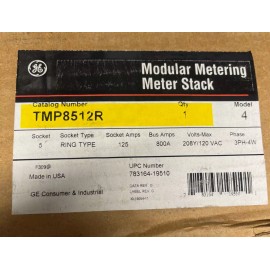 GE
Modular Metering
Meter Stack
Catalog Number Qty Model
TMP8512R 1 4
Socket Socket Socket Amps Bus Amps Volts-Max Phase
5 RING TYPE 125 800A 208Y/120 VAC 3PH-4W
Made in USA
UPC Number
783164-19510
GE Consumer & Industrial